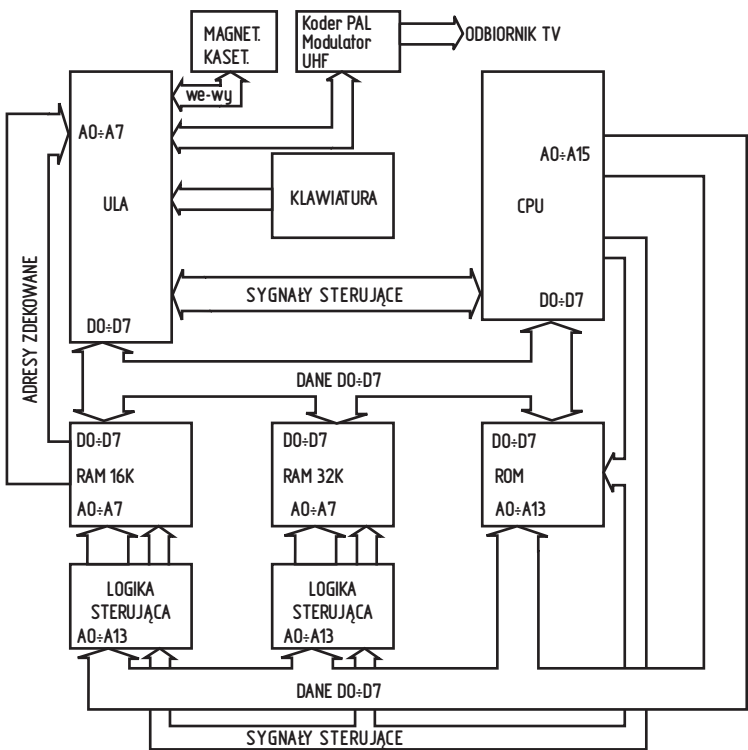 MAGNET.
KASET.
Koder PAL
Modulator
UHF
ODBIORNIK TV
we-wy
A0÷A7
ULA
KLAWIATURA
A0÷A15
CPU
SYGNAŁY STERUJĄCE
D0÷D7
D0÷D7
ADRESY ZDEKOWANE
DANE D0÷D7
D0÷D7
RAM 16K
A0÷A7
D0÷D7
RAM 32K
A0÷A7
D0÷D7
ROM
A0÷A13
LOGIKA
STERUJĄCA
A0÷A13
LOGIKA
STERUJĄCA
A0÷A13
DANE D0÷D7
SYGNAŁY STERUJĄCE